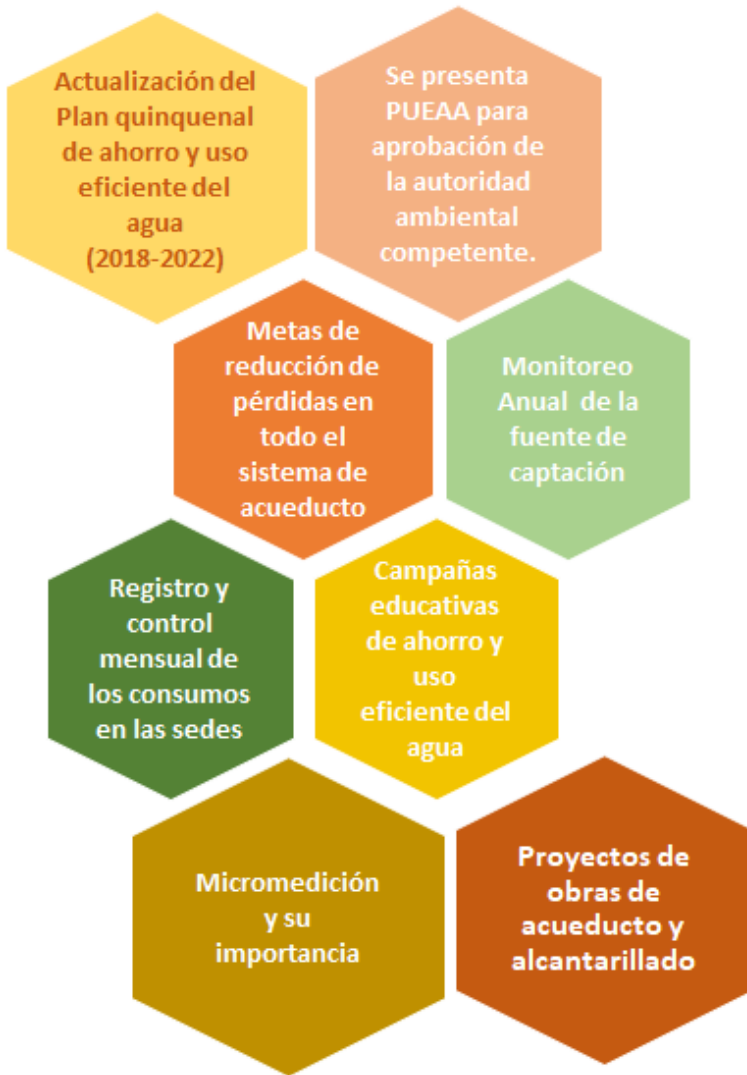 Actualización del
Plan quinquenal
de ahorro y uso
eficiente del
agua
(2018-2022)
Se presenta
PUEAA para
aprobación de
la autoridad
ambiental
competente.
Metas de
reducción de
pérdidas en
todo el
sistema de
acueducto
Monitoreo
Anual de la
fuente de
captación
Registro y
control
mensual de
los consumos
en las sedes
Campañas
educativas
de ahorro y
uso
eficiente del
agua
Micromedición
y su
importancia
Proyectos de
obras de
acueducto y
alcantarillado